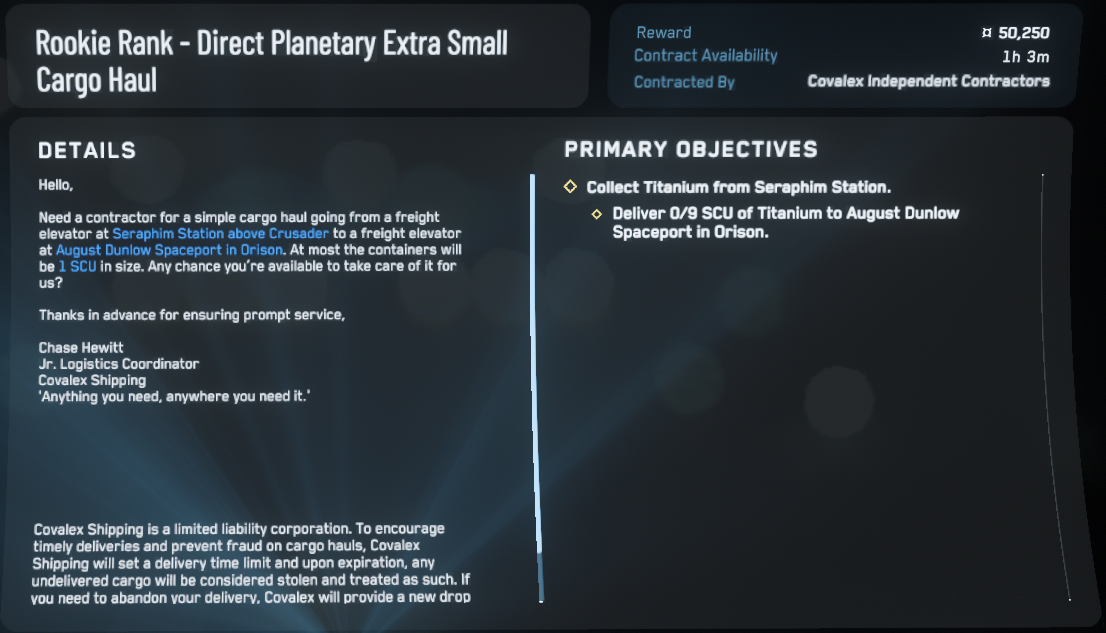 Rookie Rank - Direct Planetary Extra Small
Cargo Haul
Reward ¤ 50,250
Contract Availability 1h 3m
Contracted By Covalex Independent Contractors
DETAILS
Hello,
Need a contractor for a simple cargo haul going from a freight
elevator at Seraphim Station above Crusader to a freight elevator
at August Dunlow Spaceport in Orison. At most the containers will
be 1 SCU in size. Any chance you're available to take care of it for
us?
Thanks in advance for ensuring prompt service,
Chase Hewitt
Jr. Logistics Coordinator
Covalex Shipping
'Anything you need, anywhere you need it.'
Covalex Shipping is a limited liability corporation. To encourage
timely deliveries and prevent fraud on cargo hauls, Covalex
Shipping will set a delivery time limit and upon expiration, any
undelivered cargo will be considered stolen and treated as such. If
you need to abandon your delivery, Covalex will provide a new drop
PRIMARY OBJECTIVES
Collect Titanium from Seraphim Station.
Deliver 0/9 SCU of Titanium to August Dunlow
Spaceport in Orison.